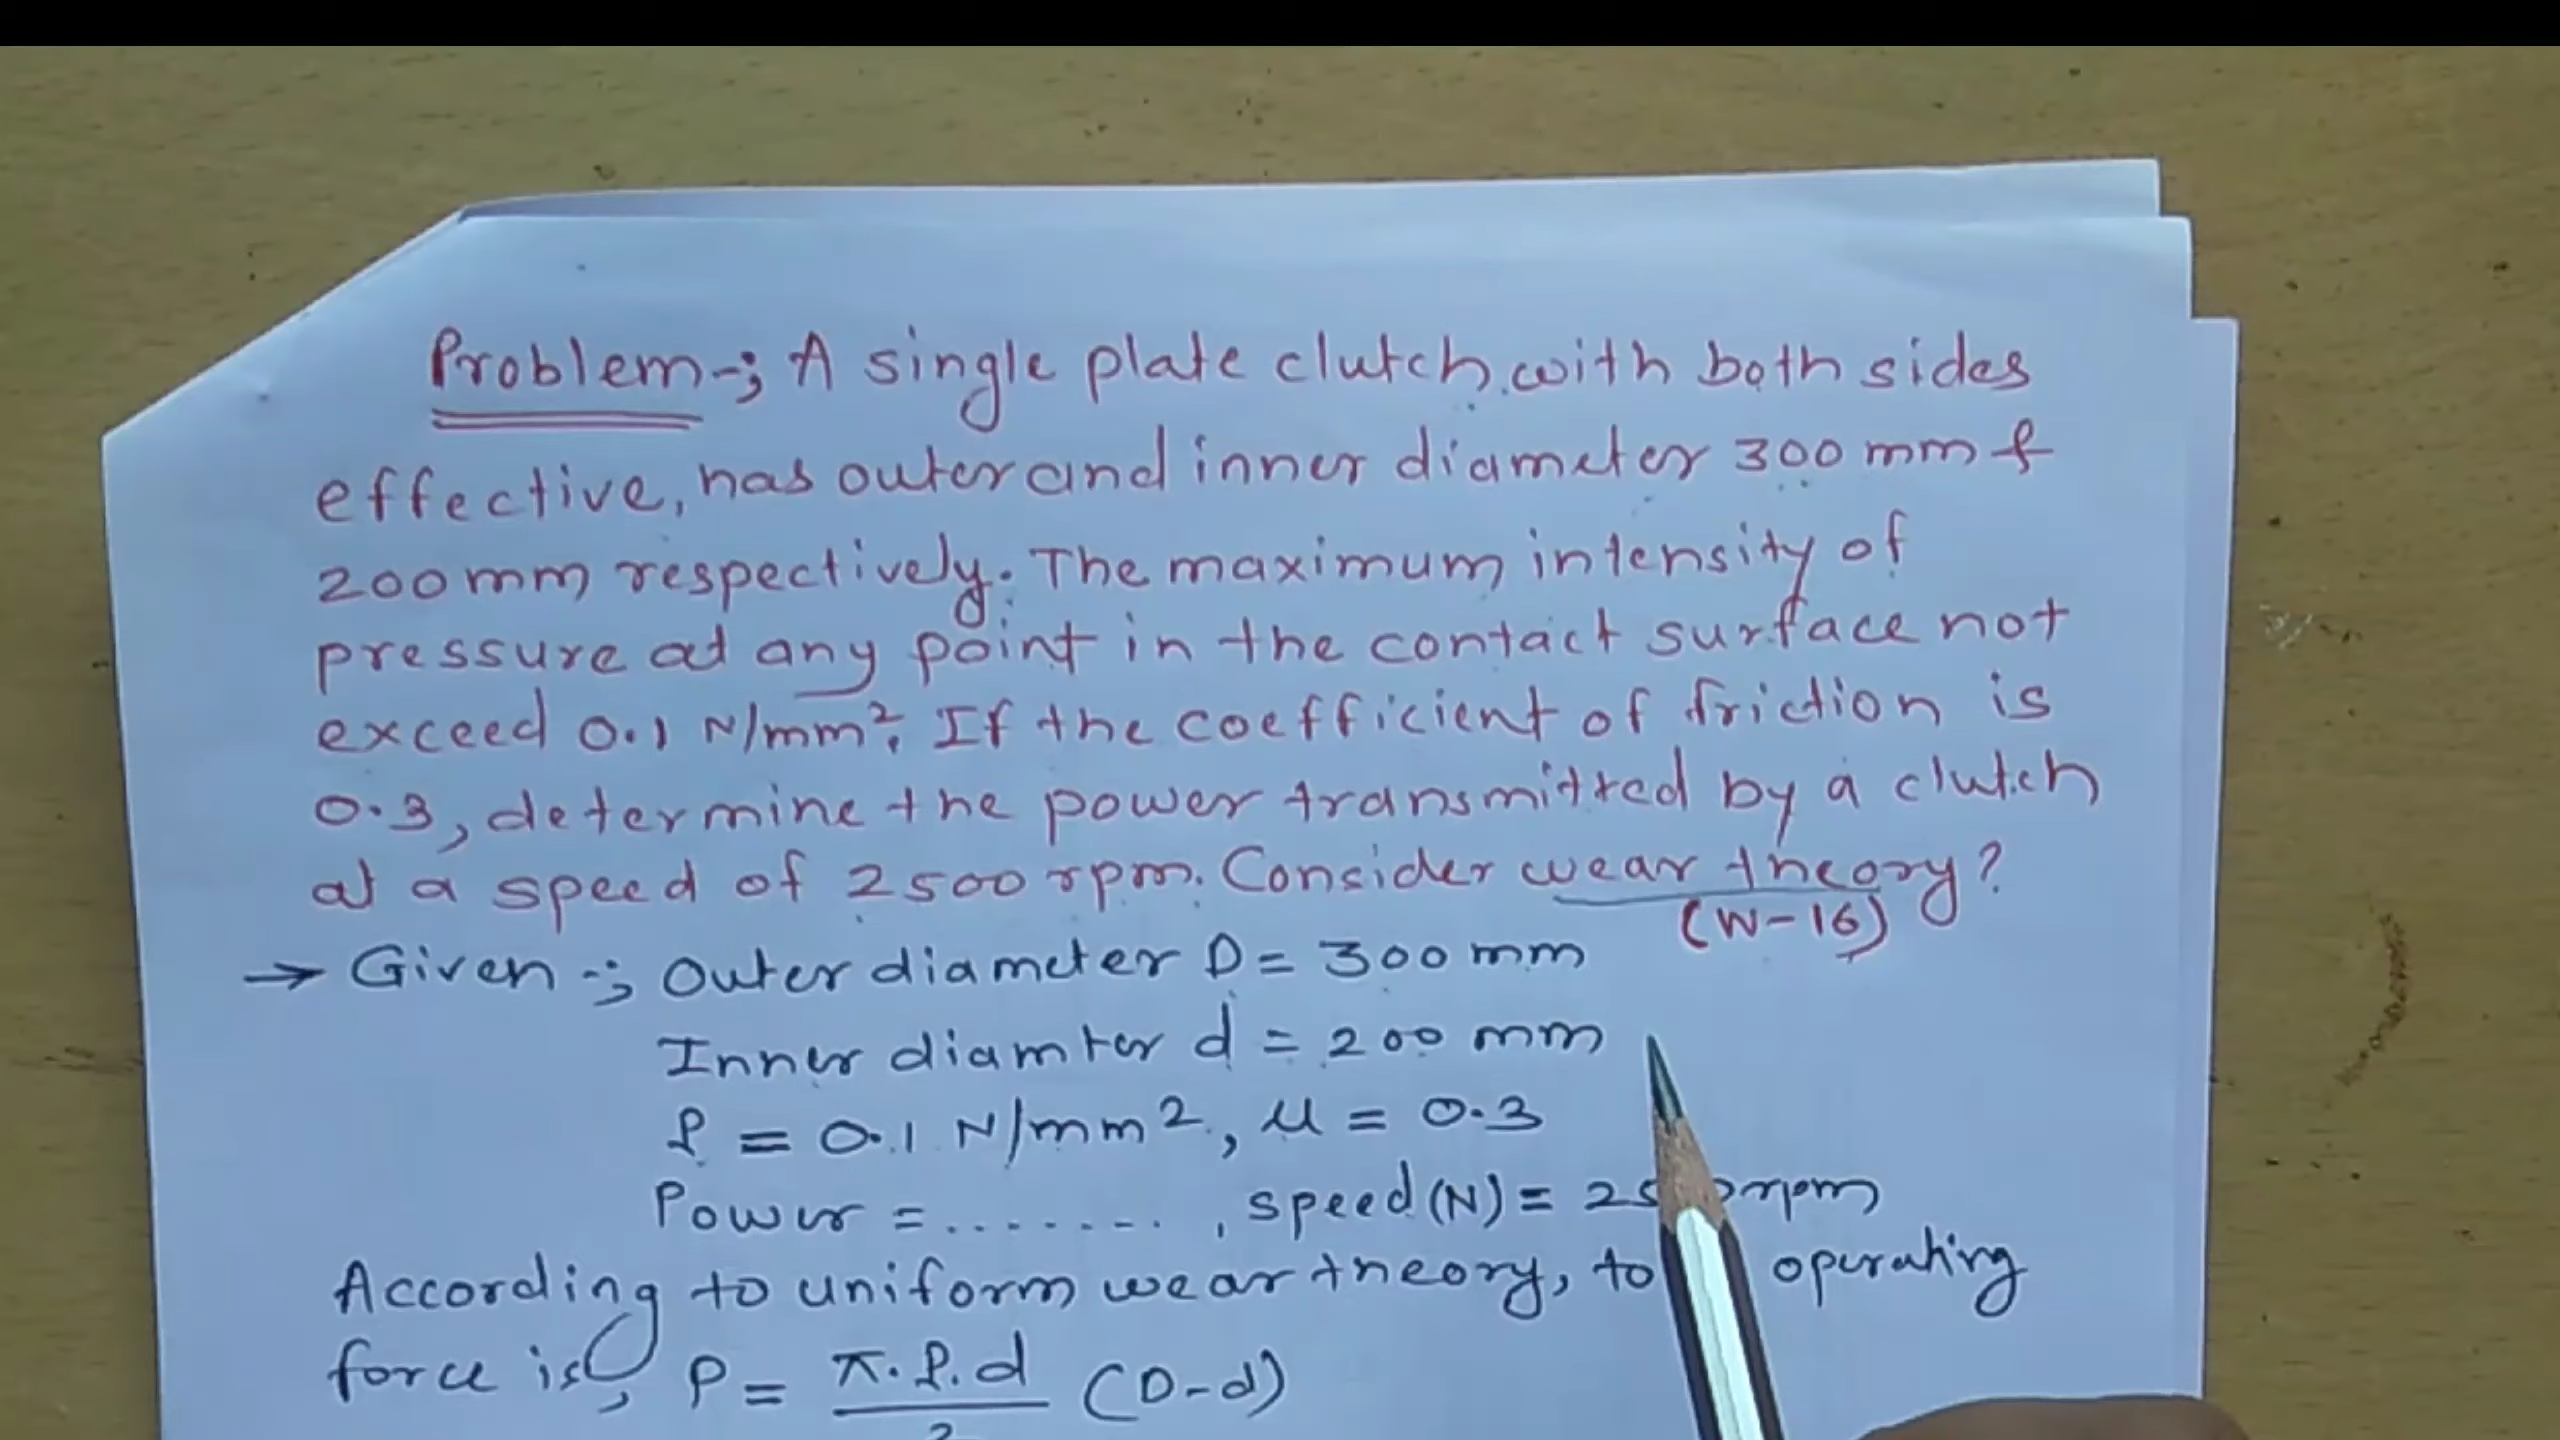 Problem-; A single plate clutch with both sides
effective, has outer and inner diameter 300 mm &
200 mm respectively. The maximum intensity of
pressure at any point in the contact surface not
exceed 0.1 N/mm². If the coefficient of friction is
0.3, determine the power transmitted by a clutch
at a speed of 2500 rpm. Consider wear theory?
(W-16)
→ Given -; Outer diameter D = 300 mm
Inner diamter d = 200 mm
P = 0.1 N/mm², μ = 0.3
Power = ........, speed (N) = rpm
According to uniform wear theory, operating
force is, P = π.P.d/2 (D-d)